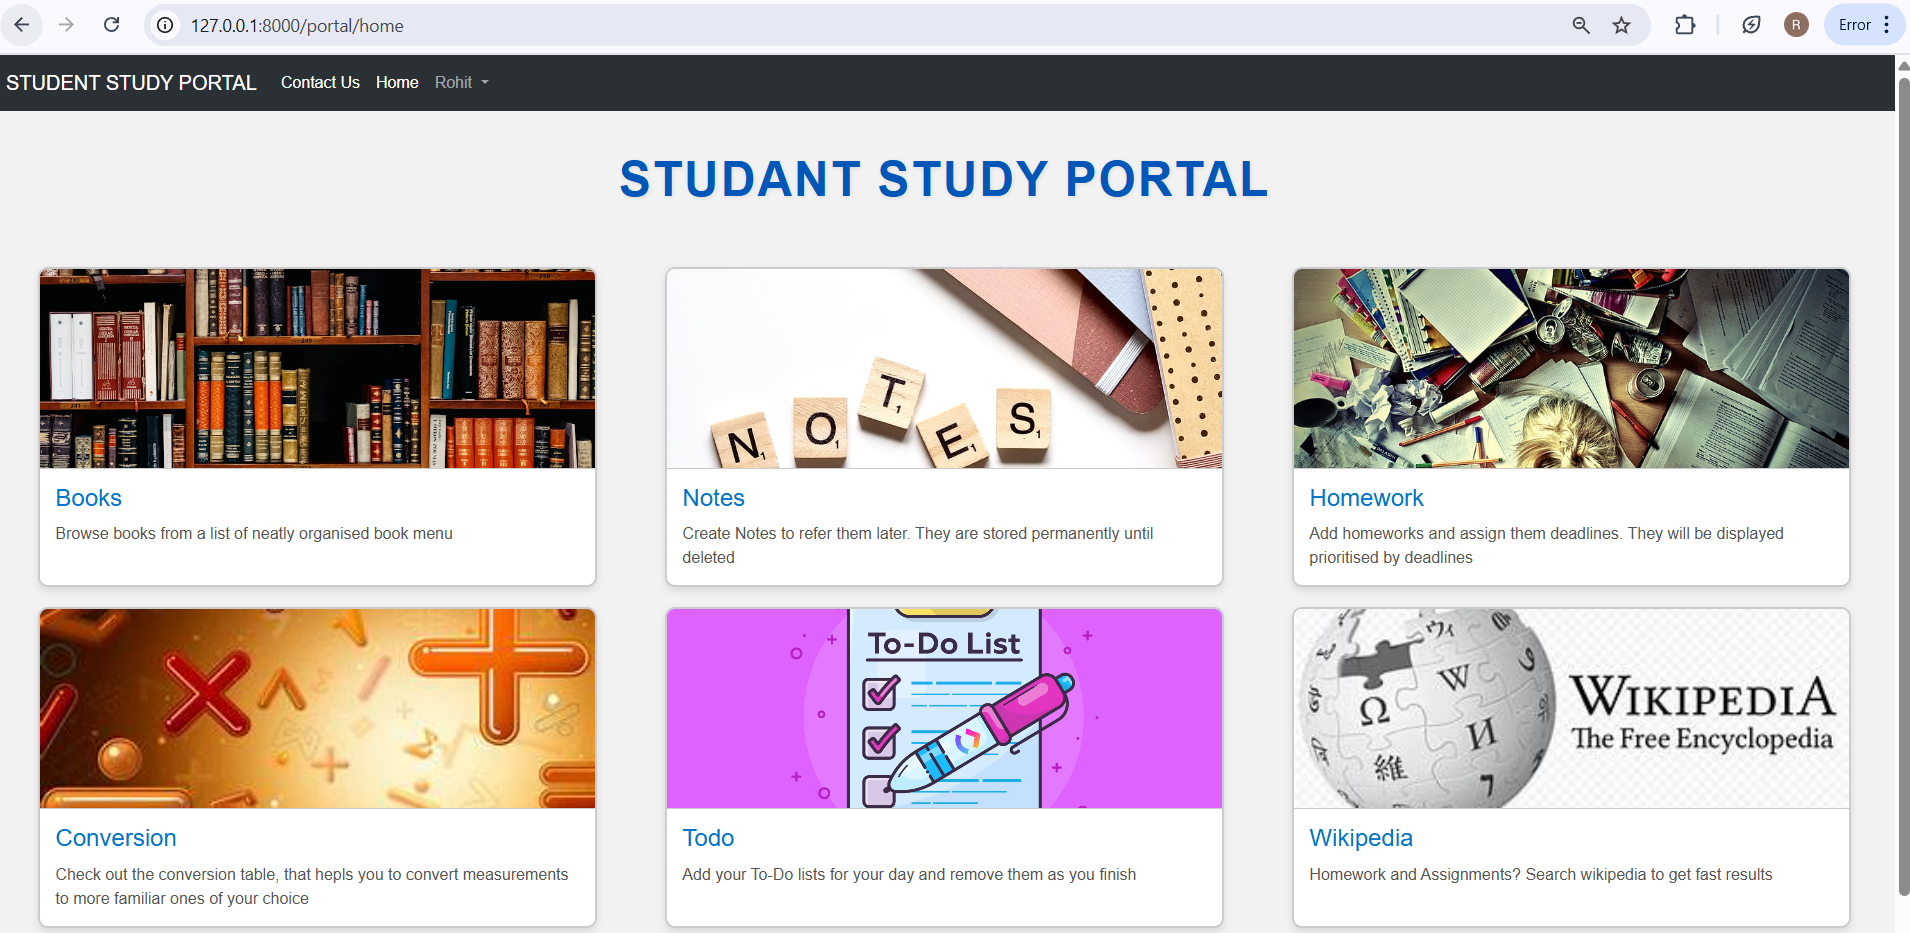 127.0.0.1:8000/portal/home
R
Error
STUDENT STUDY PORTAL Contact Us Home Rohit
STUDANT STUDY PORTAL
NOTES
Books
Browse books from a list of neatly organised book menu
Notes
Create Notes to refer them later. They are stored permanently until
deleted
Homework
Add homeworks and assign them deadlines. They will be displayed
prioritised by deadlines
To-Do List
WIKIPEDIA
The Free Encyclopedia
Conversion
Check out the conversion table, that hepls you to convert measurements
to more familiar ones of your choice
Todo
Add your To-Do lists for your day and remove them as you finish
Wikipedia
Homework and Assignments? Search wikipedia to get fast results